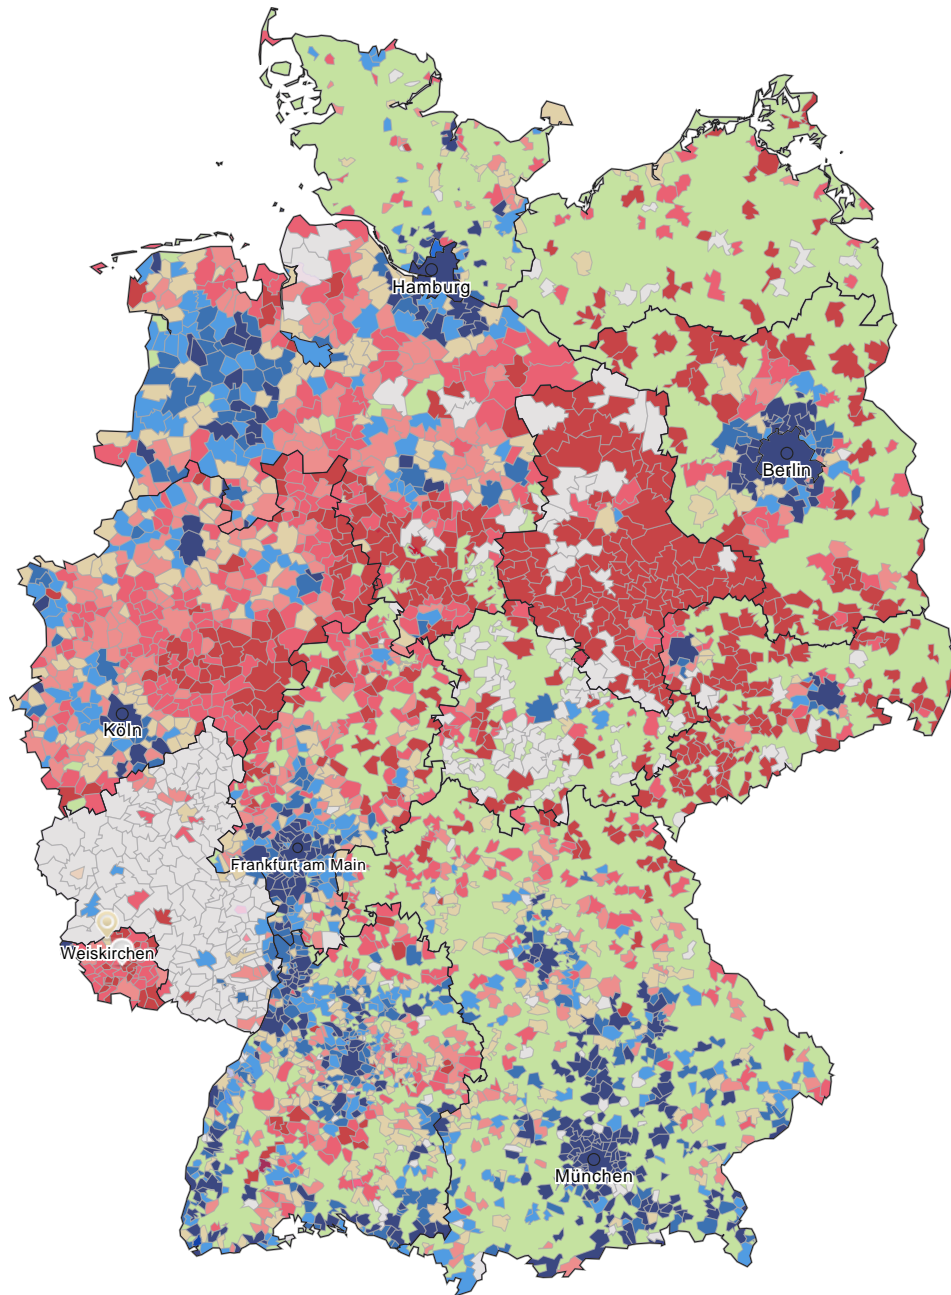 Hamburg
Berlin
Köln
Frankfurt am Main
Weiskirchen
München